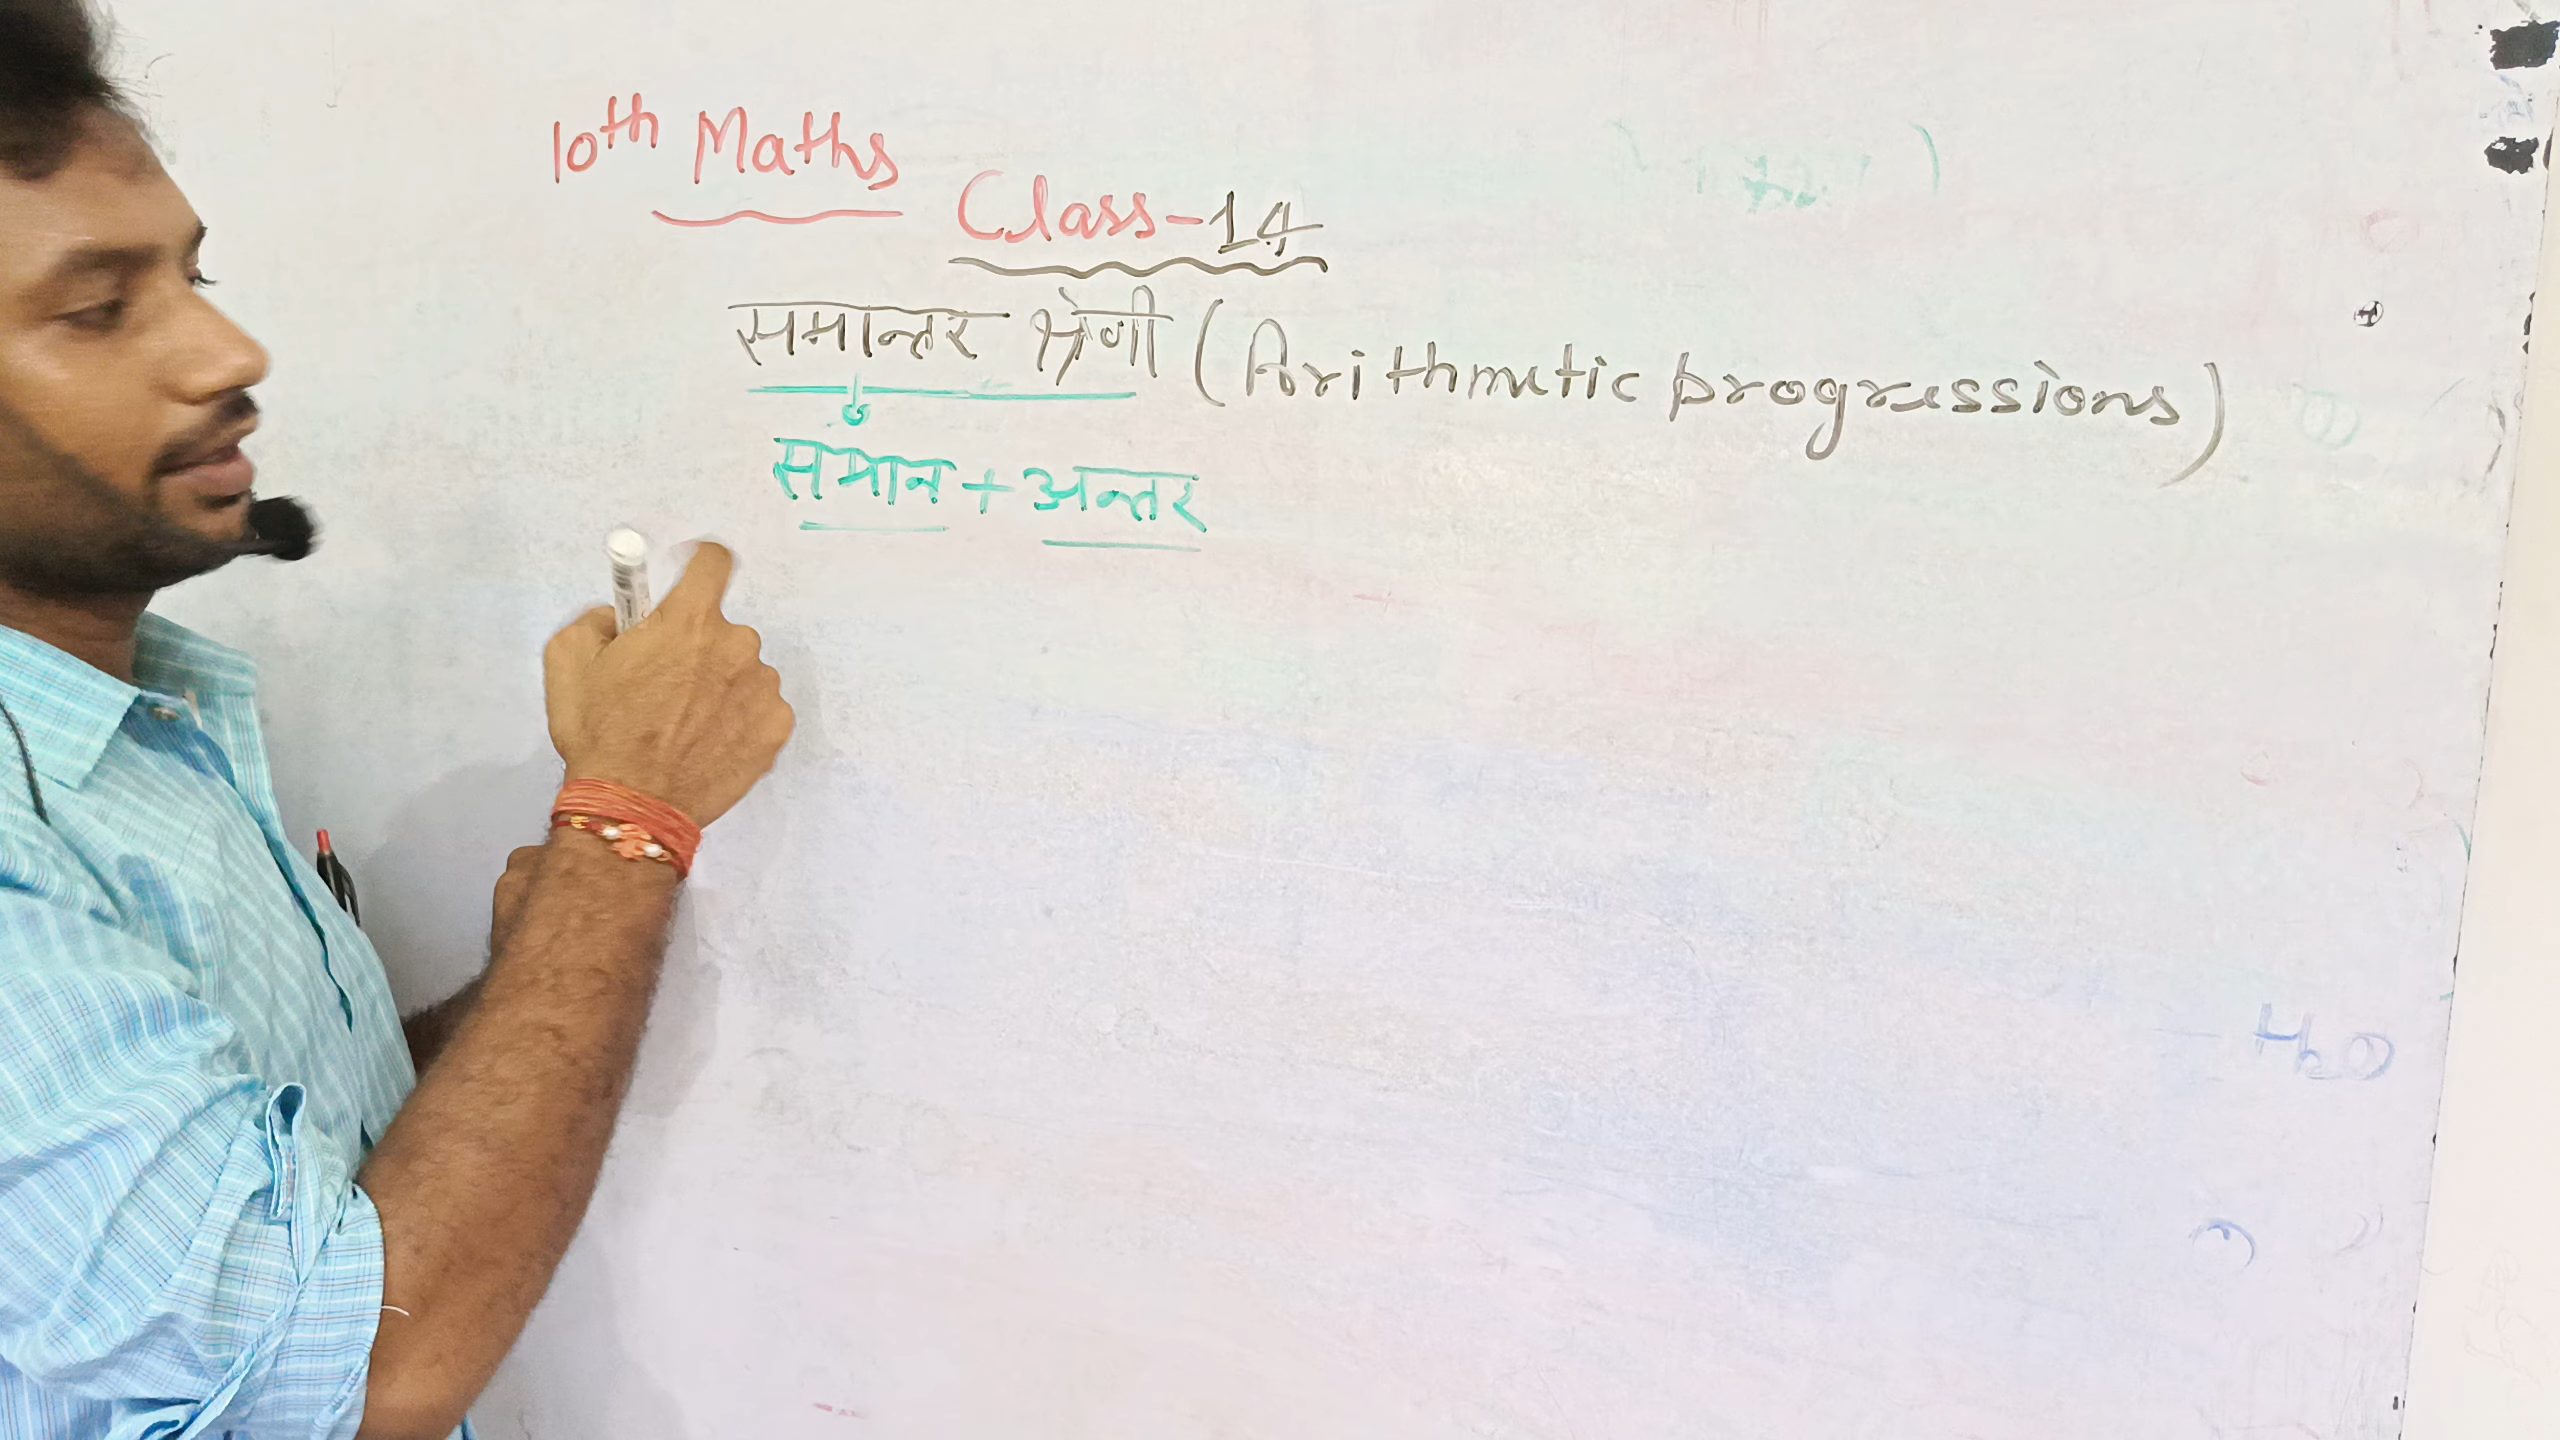 10th Maths
Class-14
समान्तर श्रेणी (Arithmetic progressions)
समान + अन्तर
H2O